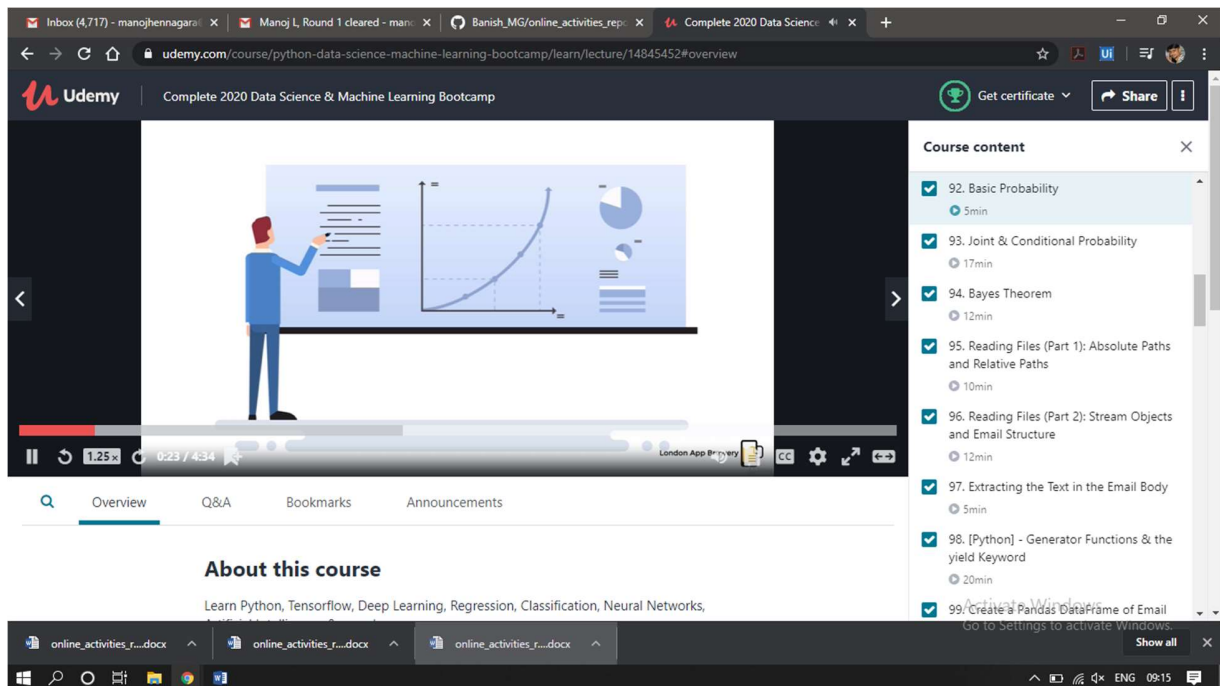 Inbox (4,717) - manojhennagara
Manoj L, Round 1 cleared - mano
Banish_MG/online_activities_repo
Complete 2020 Data Science
udemy.com/course/python-data-science-machine-learning-bootcamp/learn/lecture/14845452#overview
Udemy
Complete 2020 Data Science & Machine Learning Bootcamp
Get certificate
Share
0:23 / 4:34
1.25x
London App
CC
Overview
Q&A
Bookmarks
Announcements
About this course
Learn Python, Tensorflow, Deep Learning, Regression, Classification, Neural Networks,
Course content
92. Basic Probability
5min
93. Joint & Conditional Probability
17min
94. Bayes Theorem
12min
95. Reading Files (Part 1): Absolute Paths
and Relative Paths
10min
96. Reading Files (Part 2): Stream Objects
and Email Structure
12min
97. Extracting the Text in the Email Body
5min
98. [Python] - Generator Functions & the
yield Keyword
20min
99. Create a Pandas DataFrame of Email
Activate Windows
Go to Settings to activate Windows.
online_activities_r....docx
online_activities_r....docx
online_activities_r....docx
Show all
ENG
09:15